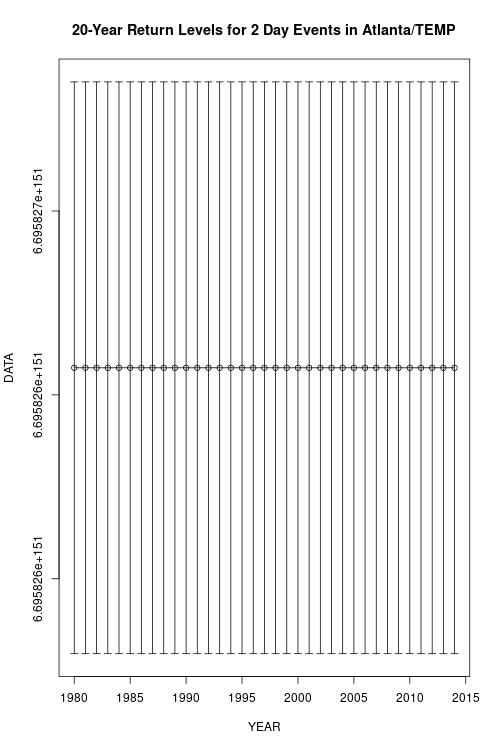 20-Year Return Levels for 2 Day Events in Atlanta/TEMP
6.695827e+151
6.695826e+151
6.695826e+151
DATA
1980 1985 1990 1995 2000 2005 2010 2015
YEAR